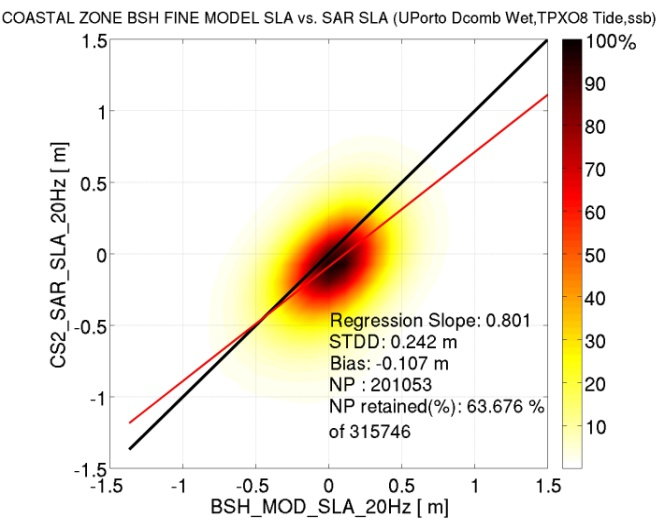 COASTAL ZONE BSH FINE MODEL SLA vs. SAR SLA (UPorto Dcomb Wet,TPXO8 Tide,ssb)
1.5
1
0.5
0
-0.5
-1
-1.5
CS2_SAR_SLA_20Hz [ m]
-1.5 -1 -0.5 0 0.5 1 1.5
BSH_MOD_SLA_20Hz [ m]
Regression Slope: 0.801
STDD: 0.242 m
Bias: -0.107 m
NP : 201053
NP retained(%): 63.676 %
of 315746
100%
90
80
70
60
50
40
30
20
10